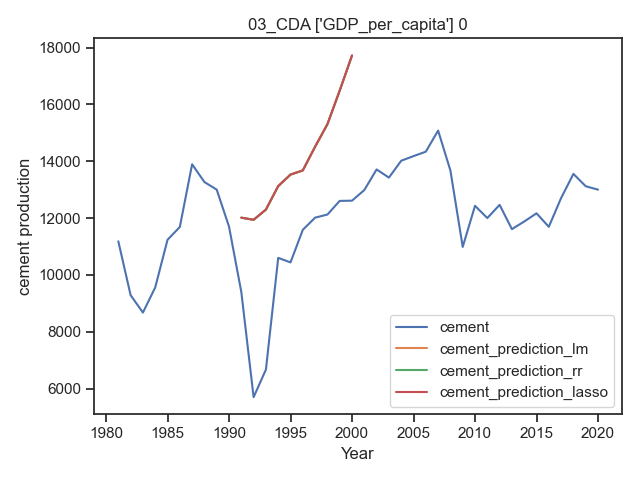 03_CDA ['GDP_per_capita'] 0
18000
16000
14000
12000
10000
8000
6000
cement production
cement
cement_prediction_lm
cement_prediction_rr
cement_prediction_lasso
1980 1985 1990 1995 2000 2005 2010 2015 2020
Year